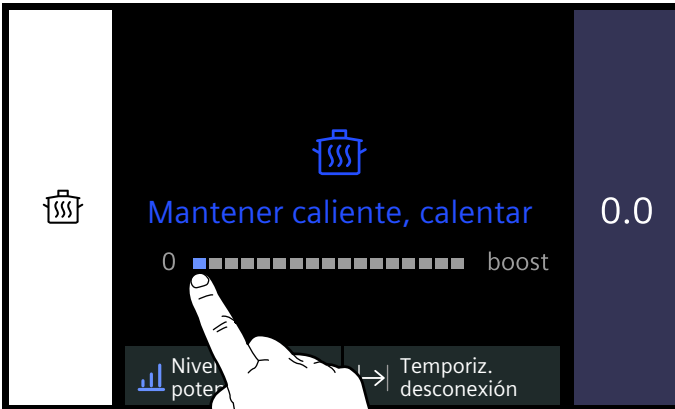 Mantener caliente, calentar
0.0
0 boost
Temporiz.
desconexión